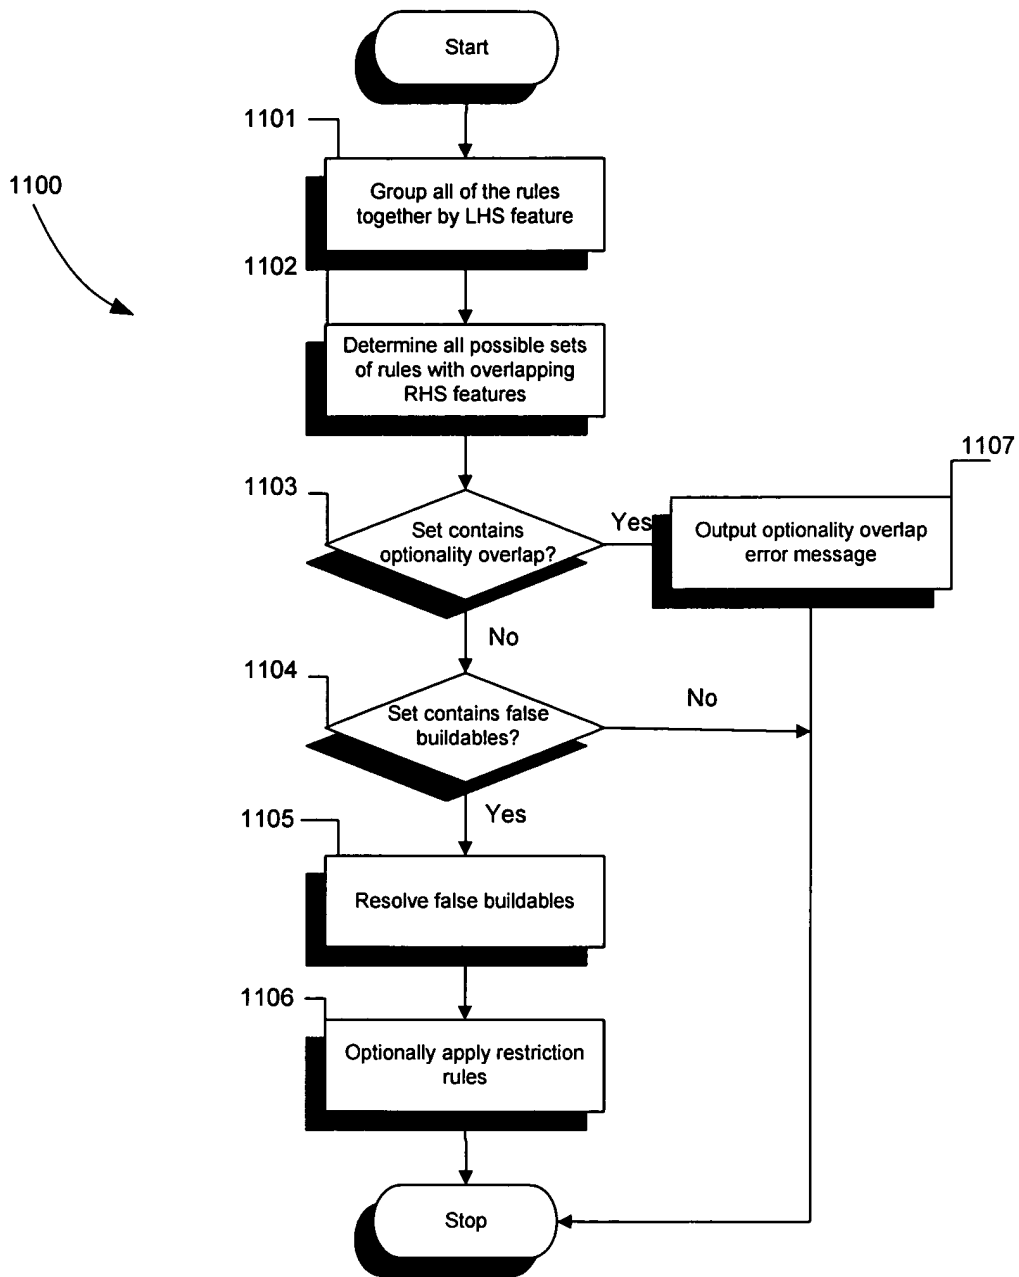 Start
1101
1100
Group all of the rules
together by LHS feature
1102
Determine all possible sets
of rules with overlapping
RHS features
1107
1103
Set contains
optionality overlap?
Yes
Output optionality overlap
error message
No
1104
Set contains false
buildables?
No
Yes
1105
Resolve false buildables
1106
Optionally apply restriction
rules
Stop